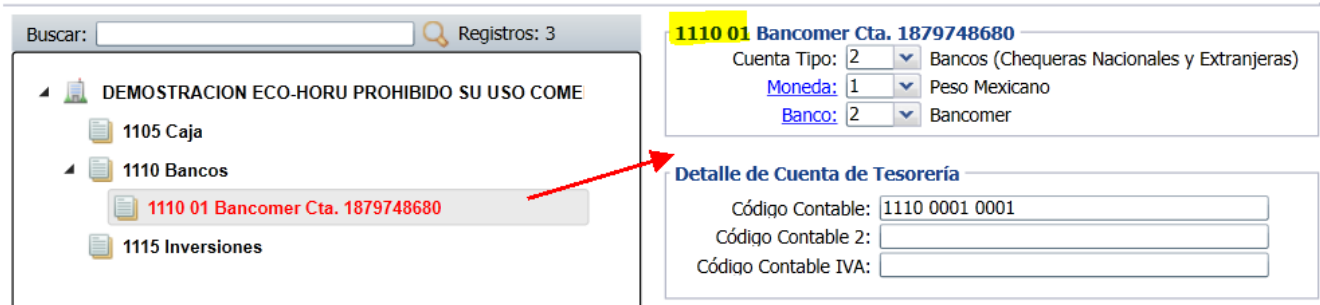 Buscar: Registros: 3
DEMOSTRACION ECO-HORU PROHIBIDO SU USO COME
1105 Caja
1110 Bancos
1110 01 Bancomer Cta. 1879748680
1115 Inversiones
1110 01 Bancomer Cta. 1879748680
Cuenta Tipo: 2 Bancos (Chequeras Nacionales y Extranjeras)
Moneda: 1 Peso Mexicano
Banco: 2 Bancomer
Detalle de Cuenta de Tesorería
Código Contable: 1110 0001 0001
Código Contable 2:
Código Contable IVA: